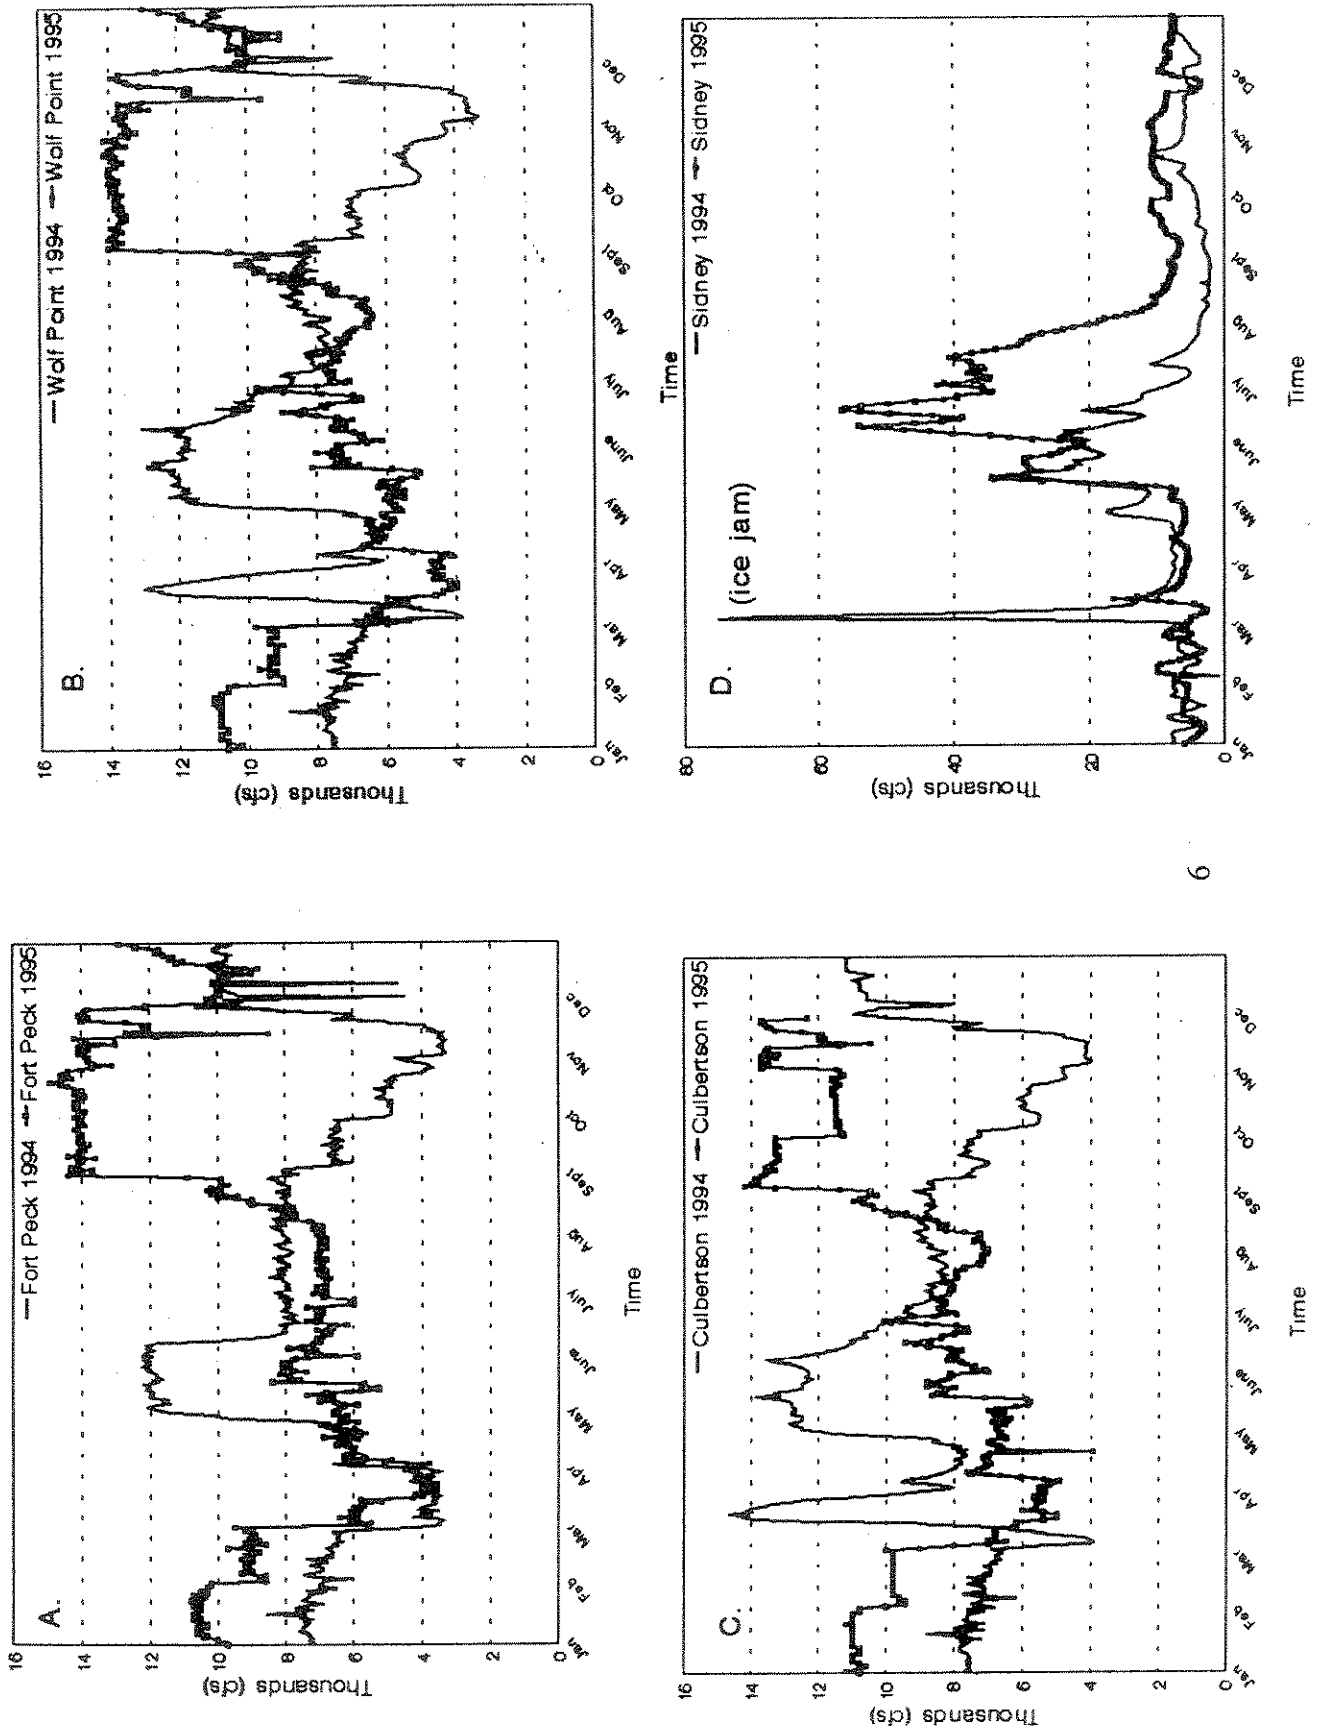 A.
— Fort Peck 1994 → Fort Peck 1995
Thousands (cfs)
16
14
12
10
8
6
4
2
0
Jan
Feb
Mar
Apr
May
June
July
Aug
Sept
Oct
Nov
Dec
Time
B.
— Wolf Point 1994 — Wolf Point 1995
Thousands (cfs)
16
14
12
10
8
6
4
2
0
Jan
Feb
Mar
Apr
May
June
July
Aug
Sept
Oct
Nov
Dec
Time
C.
— Culbertson 1994 → Culbertson 1995
Thousands (cfs)
16
14
12
10
8
6
4
2
0
Jan
Feb
Mar
Apr
May
June
July
Aug
Sept
Oct
Nov
Dec
Time
D.
(ice jam)
— Sidney 1994 → Sidney 1995
Thousands (cfs)
80
60
40
20
0
Jan
Feb
Mar
Apr
May
June
July
Aug
Sept
Oct
Nov
Dec
Time
6